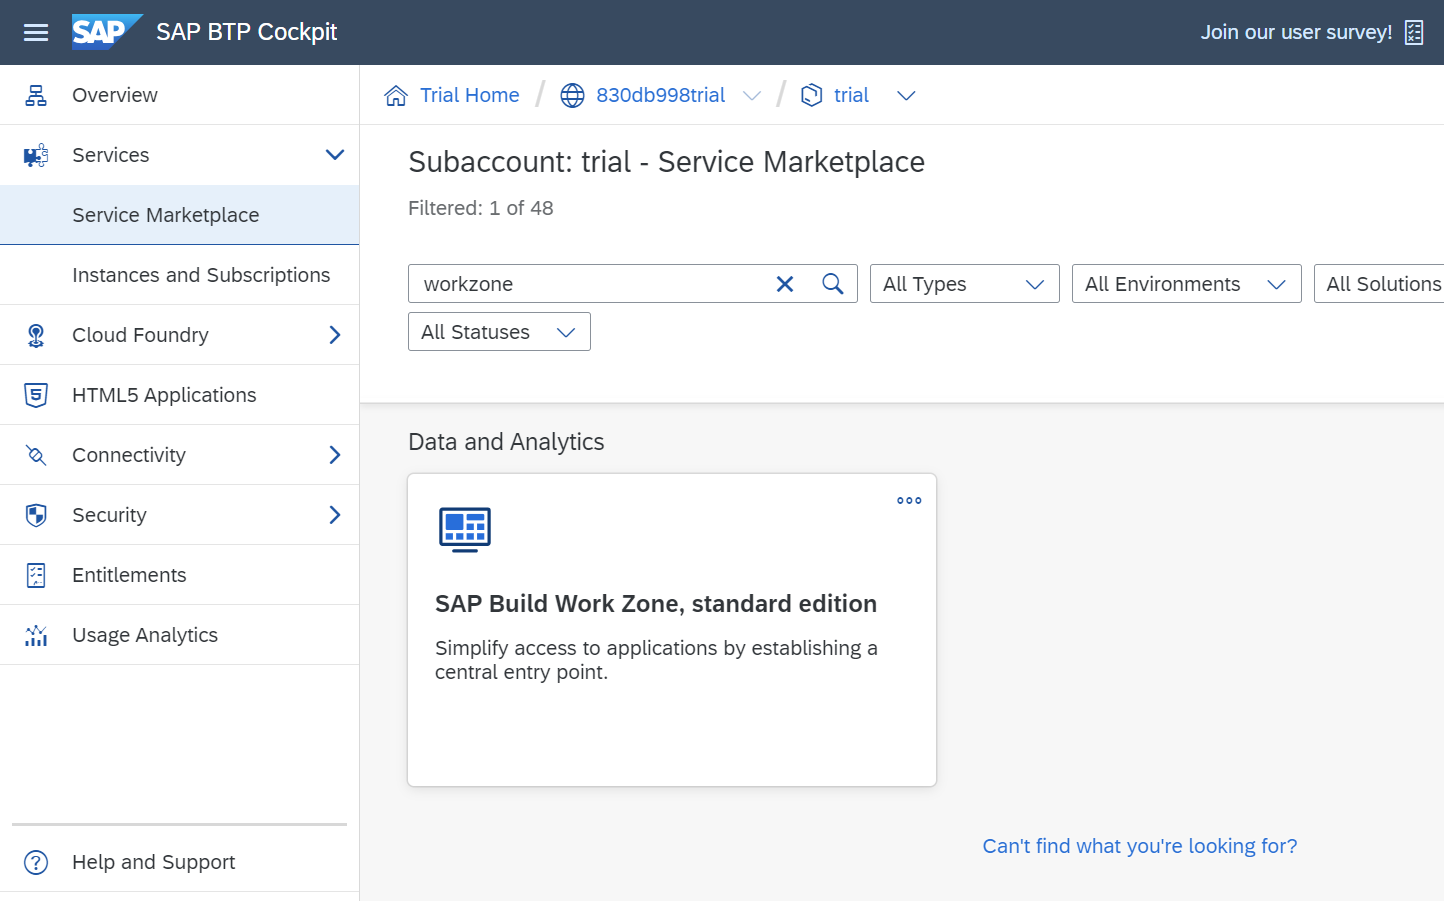 SAP SAP BTP Cockpit
Join our user survey!
Overview
Services
Service Marketplace
Instances and Subscriptions
Cloud Foundry
HTML5 Applications
Connectivity
Security
Entitlements
Usage Analytics
Help and Support
Trial Home / 830db998trial / trial
Subaccount: trial - Service Marketplace
Filtered: 1 of 48
workzone
All Types
All Environments
All Solutions
All Statuses
Data and Analytics
SAP Build Work Zone, standard edition
Simplify access to applications by establishing a
central entry point.
Can't find what you're looking for?